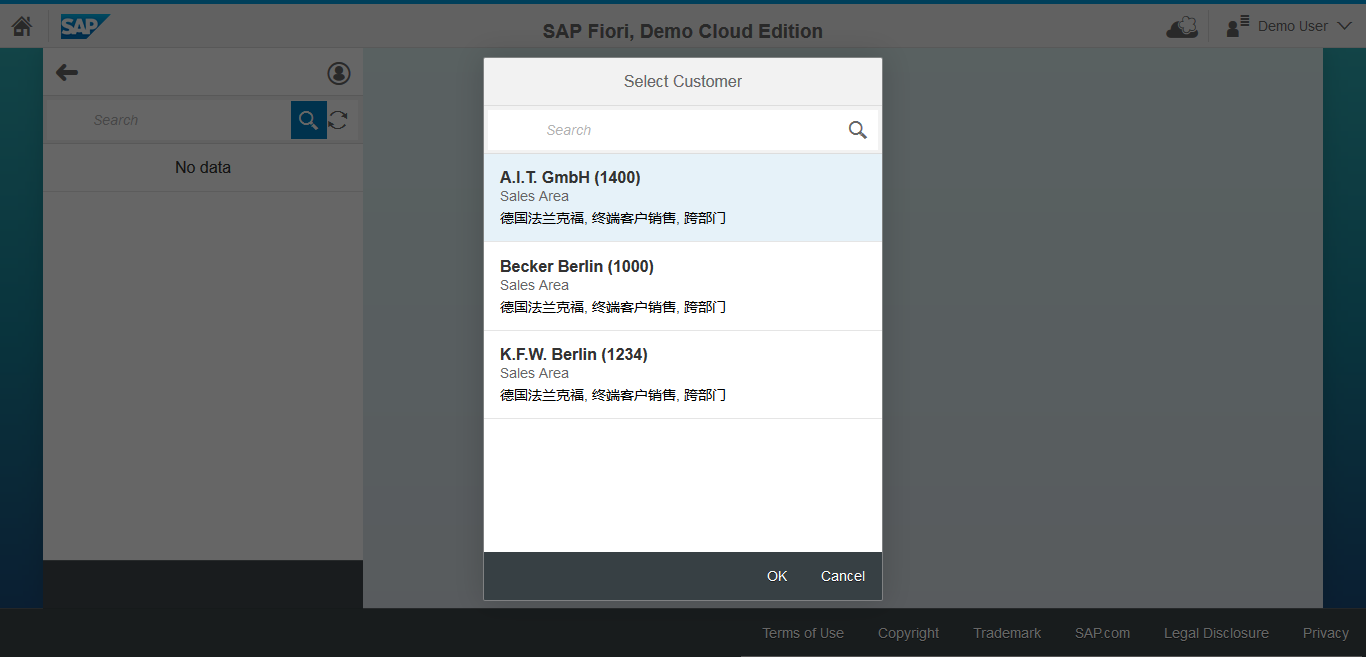 SAP
SAP Fiori, Demo Cloud Edition
Demo User
Search
No data
Select Customer
Search
A.I.T. GmbH (1400)
Sales Area
德国法兰克福, 终端客户销售, 跨部门
Becker Berlin (1000)
Sales Area
德国法兰克福, 终端客户销售, 跨部门
K.F.W. Berlin (1234)
Sales Area
德国法兰克福, 终端客户销售, 跨部门
OK Cancel
Terms of Use Copyright Trademark SAP.com Legal Disclosure Privacy